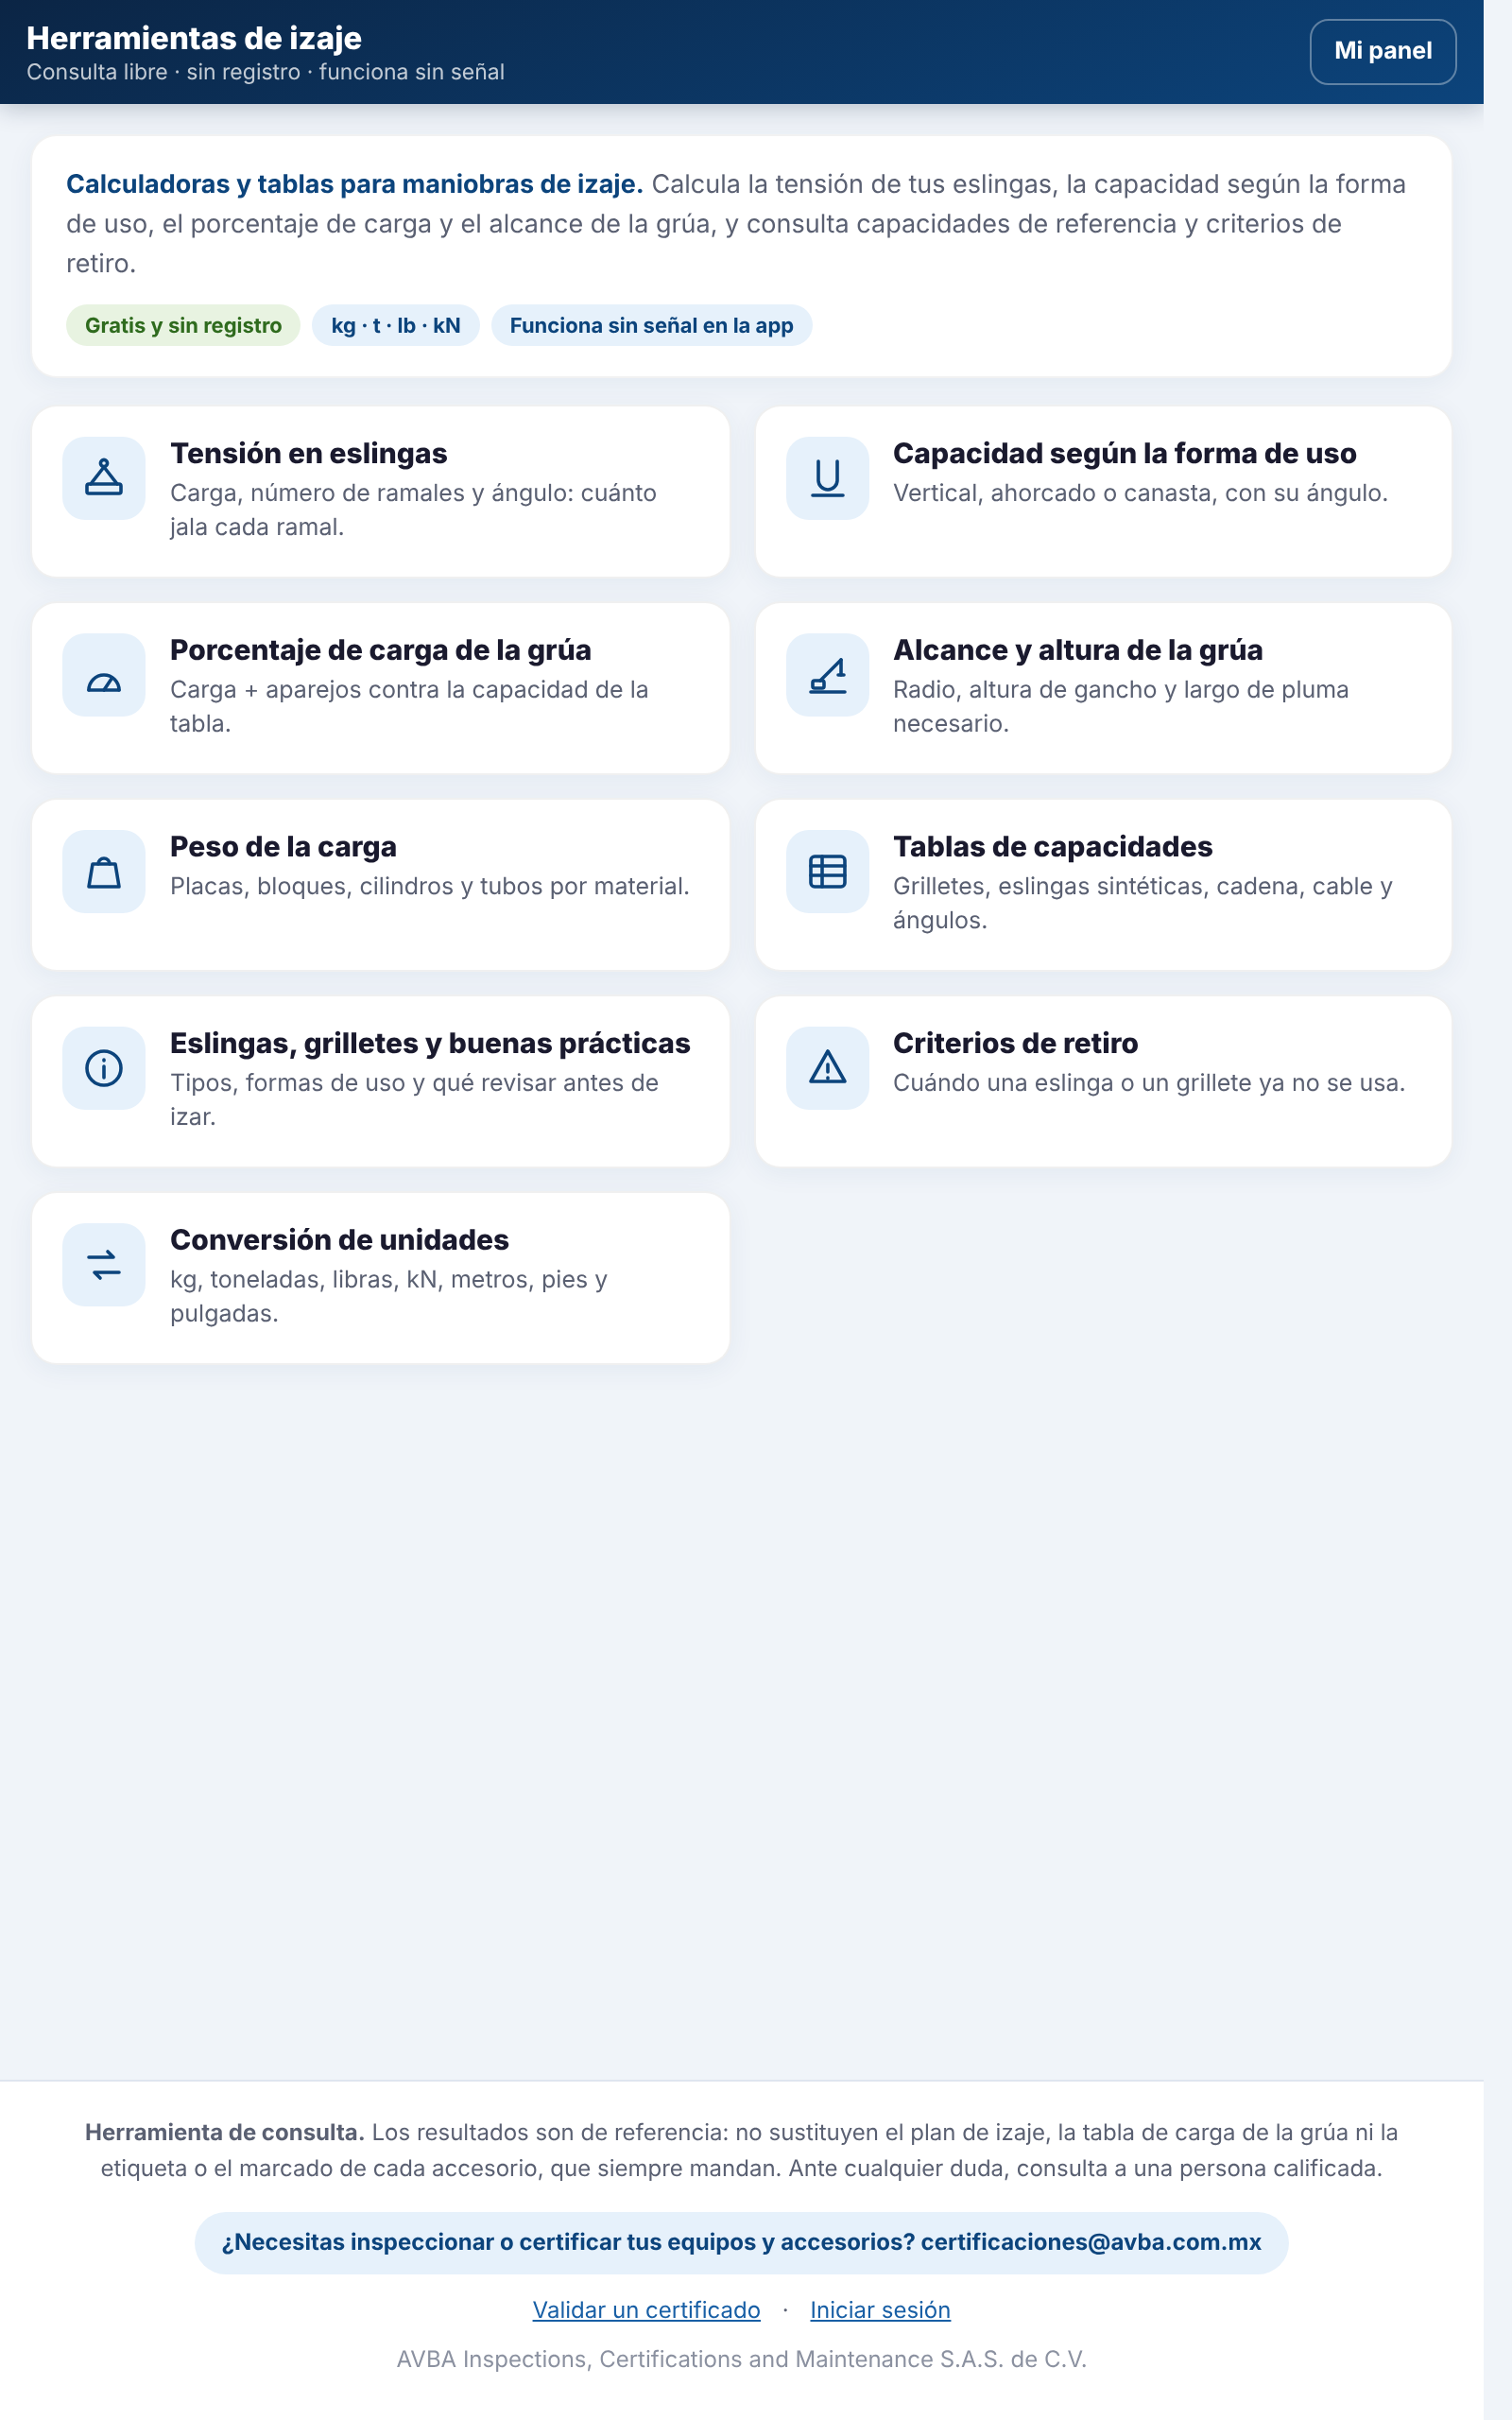 Herramientas de izaje
Consulta libre · sin registro · funciona sin señal
Mi panel
Calculadoras y tablas para maniobras de izaje. Calcula la tensión de tus eslingas, la capacidad según la forma
de uso, el porcentaje de carga y el alcance de la grúa, y consulta capacidades de referencia y criterios de
retiro.
Gratis y sin registro
kg · t · lb · kN
Funciona sin señal en la app
Tensión en eslingas
Carga, número de ramales y ángulo: cuánto
jala cada ramal.
Capacidad según la forma de uso
Vertical, ahorcado o canasta, con su ángulo.
Porcentaje de carga de la grúa
Carga + aparejos contra la capacidad de la
tabla.
Alcance y altura de la grúa
Radio, altura de gancho y largo de pluma
necesario.
Peso de la carga
Placas, bloques, cilindros y tubos por material.
Tablas de capacidades
Grilletes, eslingas sintéticas, cadena, cable y
ángulos.
Eslingas, grilletes y buenas prácticas
Tipos, formas de uso y qué revisar antes de
izar.
Criterios de retiro
Cuándo una eslinga o un grillete ya no se usa.
Conversión de unidades
kg, toneladas, libras, kN, metros, pies y
pulgadas.
Herramienta de consulta. Los resultados son de referencia: no sustituyen el plan de izaje, la tabla de carga de la grúa ni la
etiqueta o el marcado de cada accesorio, que siempre mandan. Ante cualquier duda, consulta a una persona calificada.
¿Necesitas inspeccionar o certificar tus equipos y accesorios? certificaciones@avba.com.mx
Validar un certificado · Iniciar sesión
AVBA Inspections, Certifications and Maintenance S.A.S. de C.V.